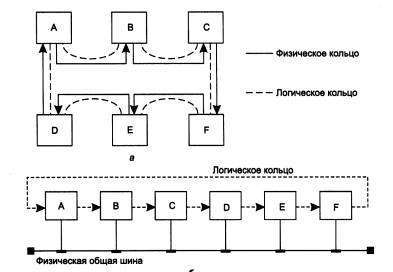 A B C
Физическое кольцо
Логическое кольцо
D E F
а
Логическое кольцо
A B C D E F
Физическая общая шина